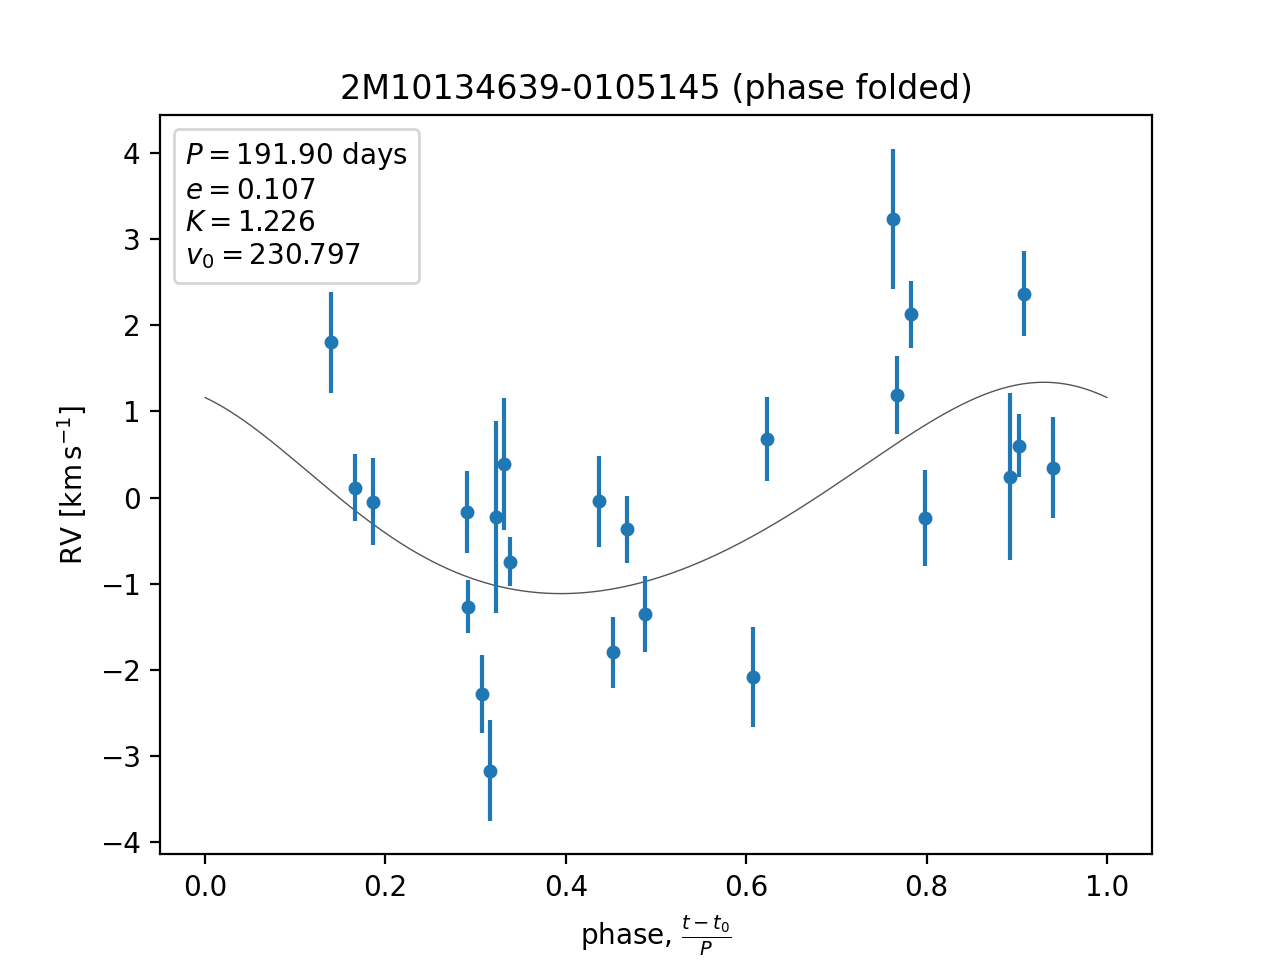 2M10134639-0105145 (phase folded)
P = 191.90 days
e = 0.107
K = 1.226
v₀ = 230.797
4
3
2
1
0
−1
−2
−3
−4
RV [km s⁻¹]
0.0 0.2 0.4 0.6 0.8 1.0
phase, (t − t₀)/P